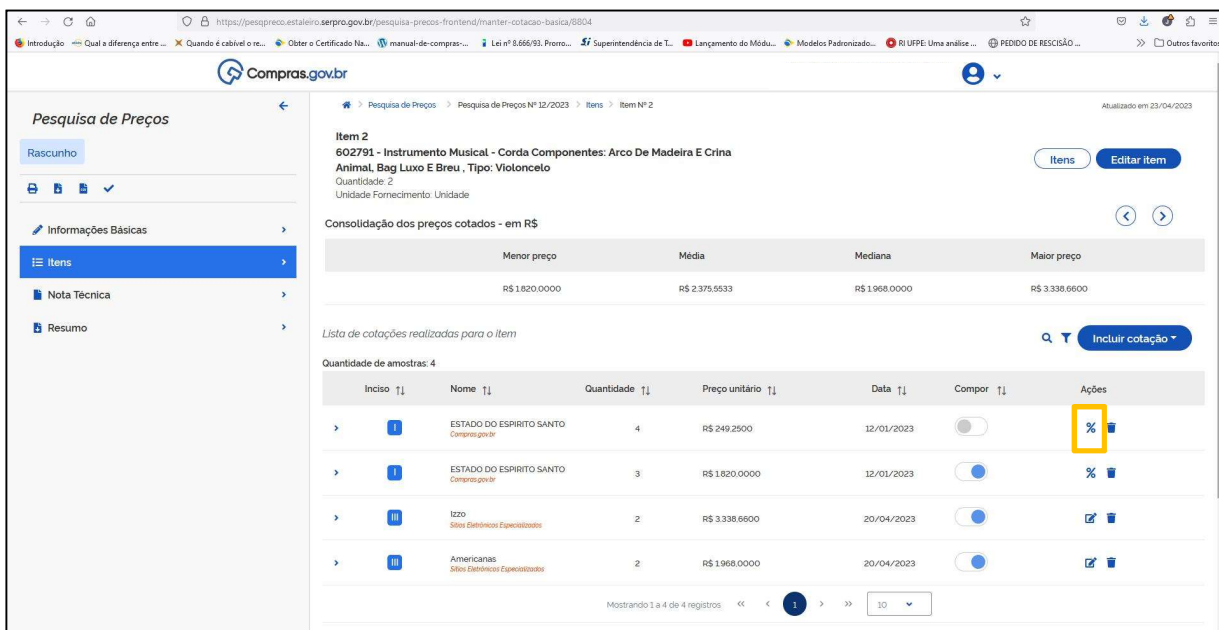 https://pesqpreco.estaleiro.serpro.gov.br/pesquisa-precos-frontend/manter-cotacao-basica/8804
Introdução
Qual a diferença entre ...
Quando é cabível o re...
Obter o Certificado Na...
manual-de-compras-...
Lei nº 8.666/93. Prorro...
Superintendência de T...
Lançamento do Módu...
Modelos Padronizado...
RI UFPE: Uma análise ...
PEDIDO DE RESCISÃO ...
Outros favoritos
Compras.gov.br
Pesquisa de Preços
Rascunho
Informações Básicas
Itens
Nota Técnica
Resumo
Pesquisa de Preços > Pesquisa de Preços Nº 12/2023 > Itens > Item Nº 2
Atualizado em 23/04/2023
Item 2
602791 - Instrumento Musical - Corda Componentes: Arco De Madeira E Crina
Animal, Bag Luxo E Breu , Tipo: Violoncelo
Quantidade: 2
Unidade Fornecimento: Unidade
Itens
Editar item
Consolidação dos preços cotados - em R$
Menor preço Média Mediana Maior preço
R$ 1.820,0000 R$ 2.375,5533 R$ 1.968,0000 R$ 3.338,6600
Lista de cotações realizadas para o item
Incluir cotação
Quantidade de amostras: 4
Inciso Nome Quantidade Preço unitário Data Compor Ações
I ESTADO DO ESPIRITO SANTO 4 R$ 249,2500 12/01/2023 %
Compras.gov.br
I ESTADO DO ESPIRITO SANTO 3 R$ 1.820,0000 12/01/2023 %
Compras.gov.br
III Izzo 2 R$ 3.338,6600 20/04/2023
Sítios Eletrônicos Especializados
III Americanas 2 R$ 1.968,0000 20/04/2023
Sítios Eletrônicos Especializados
Mostrando 1 a 4 de 4 registros << < 1 > >> 10